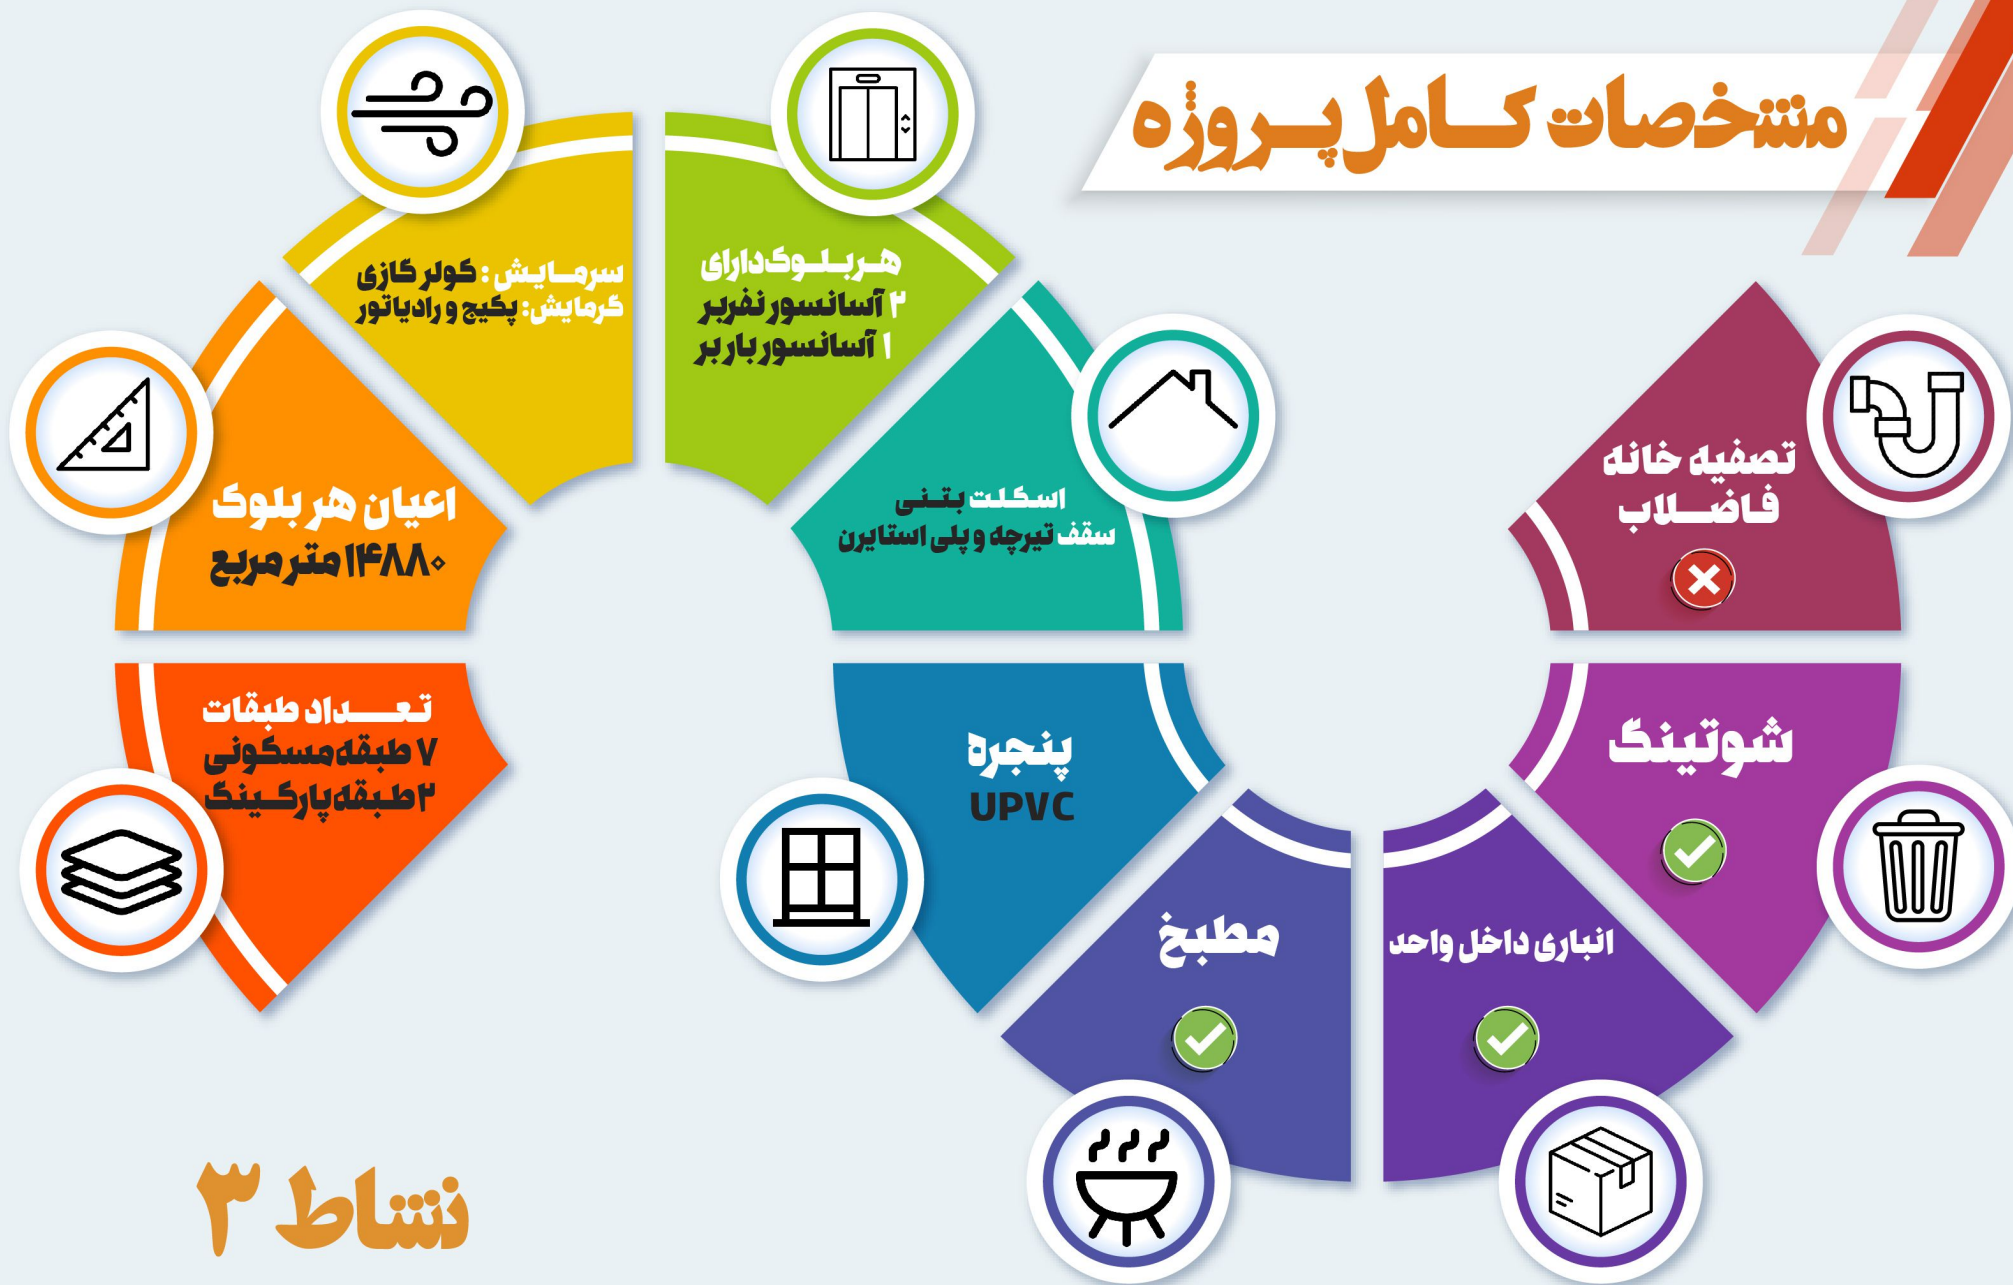 مشخصات کامل پروژه
تعداد طبقات
۷ طبقه مسکونی
۲ طبقه پارکینگ
اعیان هر بلوک
۱۴۸۸۰ متر مربع
سرمایش : کولر گازی
گرمایش: پکیج و رادیاتور
هر بلوک دارای
۲ آسانسور نفربر
۱ آسانسور بار بر
اسکلت بتنی
سقف تیرچه و پلی استایرن
پنجره
UPVC
مطبخ
انباری داخل واحد
شوتینگ
تصفیه خانه
فاضلاب
نشاط ۳